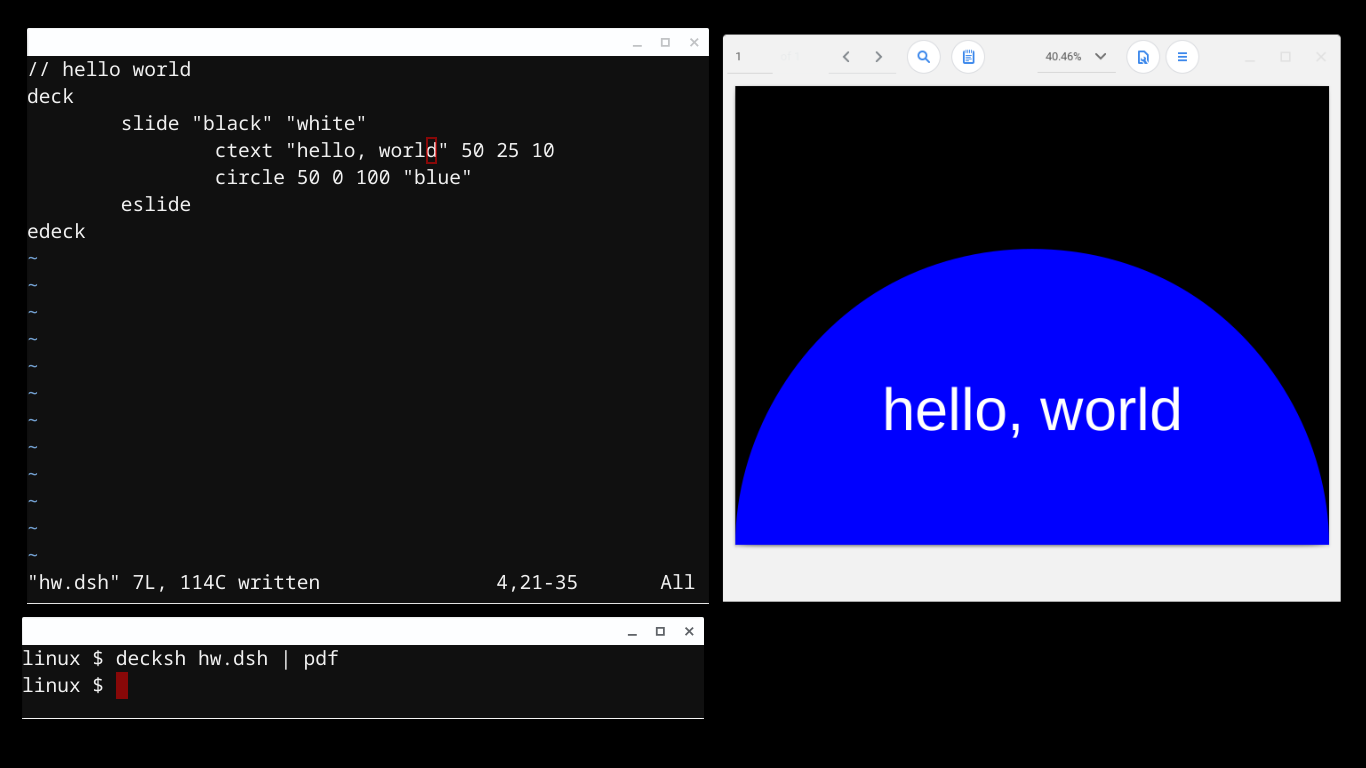 // hello world
deck
        slide "black" "white"
                ctext "hello, world" 50 25 10
                circle 50 0 100 "blue"
        eslide
edeck
~
~
~
~
~
~
~
~
~
~
~
~
"hw.dsh" 7L, 114C written 4,21-35 All
linux $ decksh hw.dsh | pdf
linux $
1
40.46%
hello, world